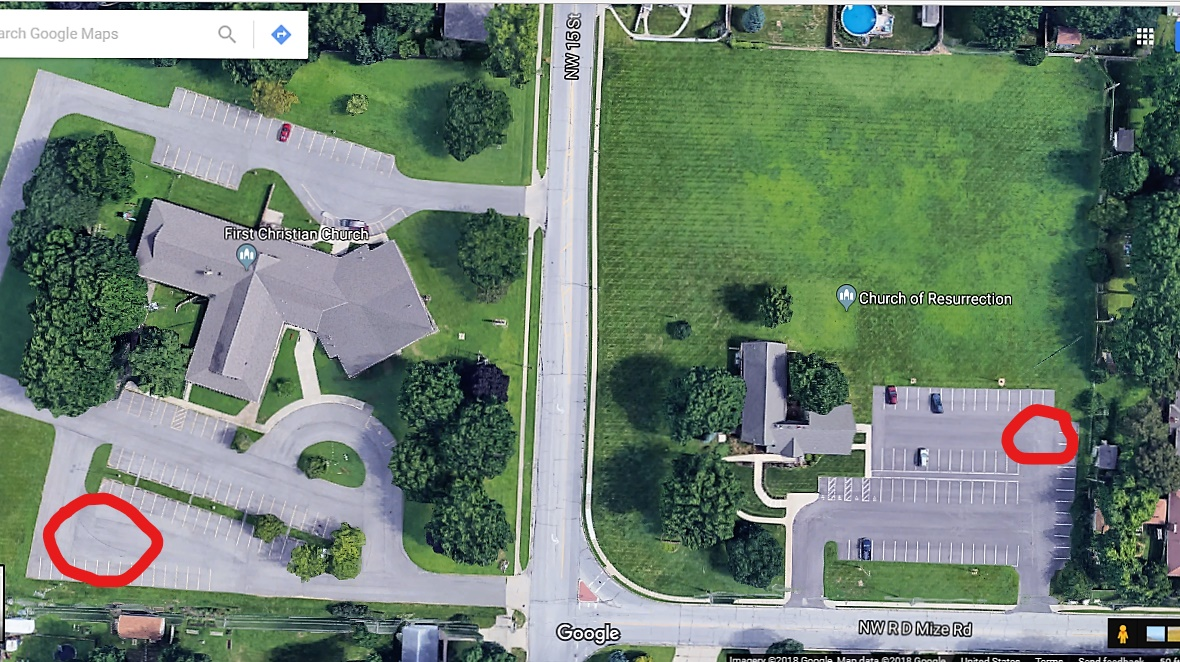 arch Google Maps
NW 15 St
First Christian Church
Church of Resurrection
NW R D Mize Rd
Google
Imagery ©2018 Google, Map data ©2018 Google United States Terms Send feedback 50